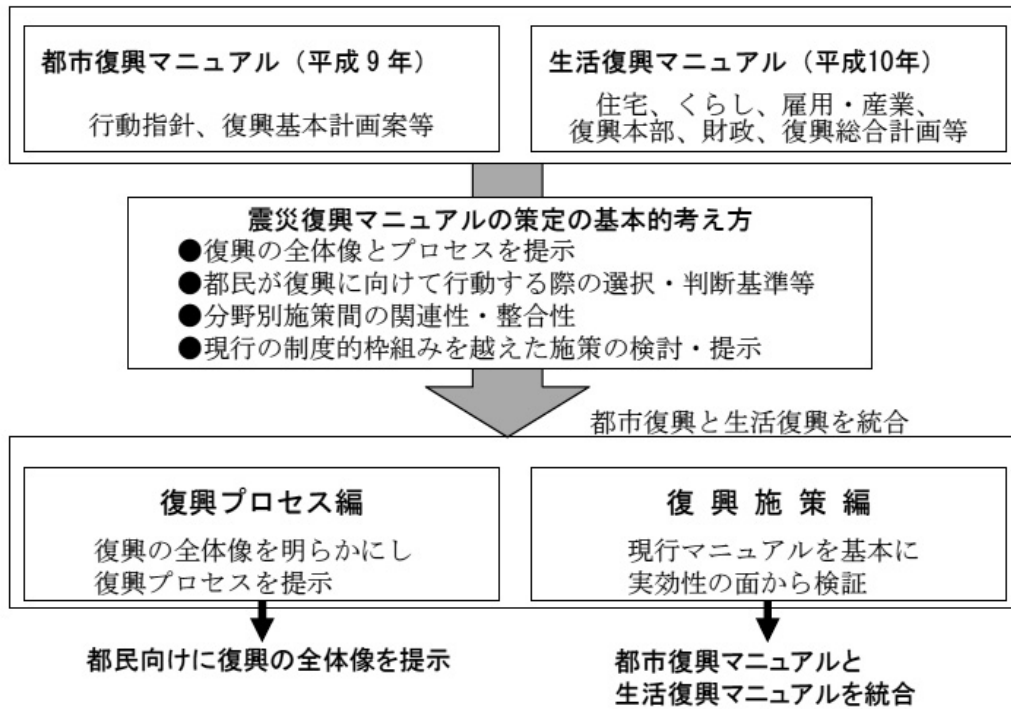 都市復興マニュアル（平成９年）
行動指針、復興基本計画案等
生活復興マニュアル（平成10年）
住宅、くらし、雇用・産業、
復興本部、財政、復興総合計画等
震災復興マニュアルの策定の基本的考え方
●復興の全体像とプロセスを提示
●都民が復興に向けて行動する際の選択・判断基準等
●分野別施策間の関連性・整合性
●現行の制度的枠組みを越えた施策の検討・提示
都市復興と生活復興を統合
復興プロセス編
復興の全体像を明らかにし
復興プロセスを提示
復 興 施 策 編
現行マニュアルを基本に
実効性の面から検証
都民向けに復興の全体像を提示
都市復興マニュアルと
生活復興マニュアルを統合